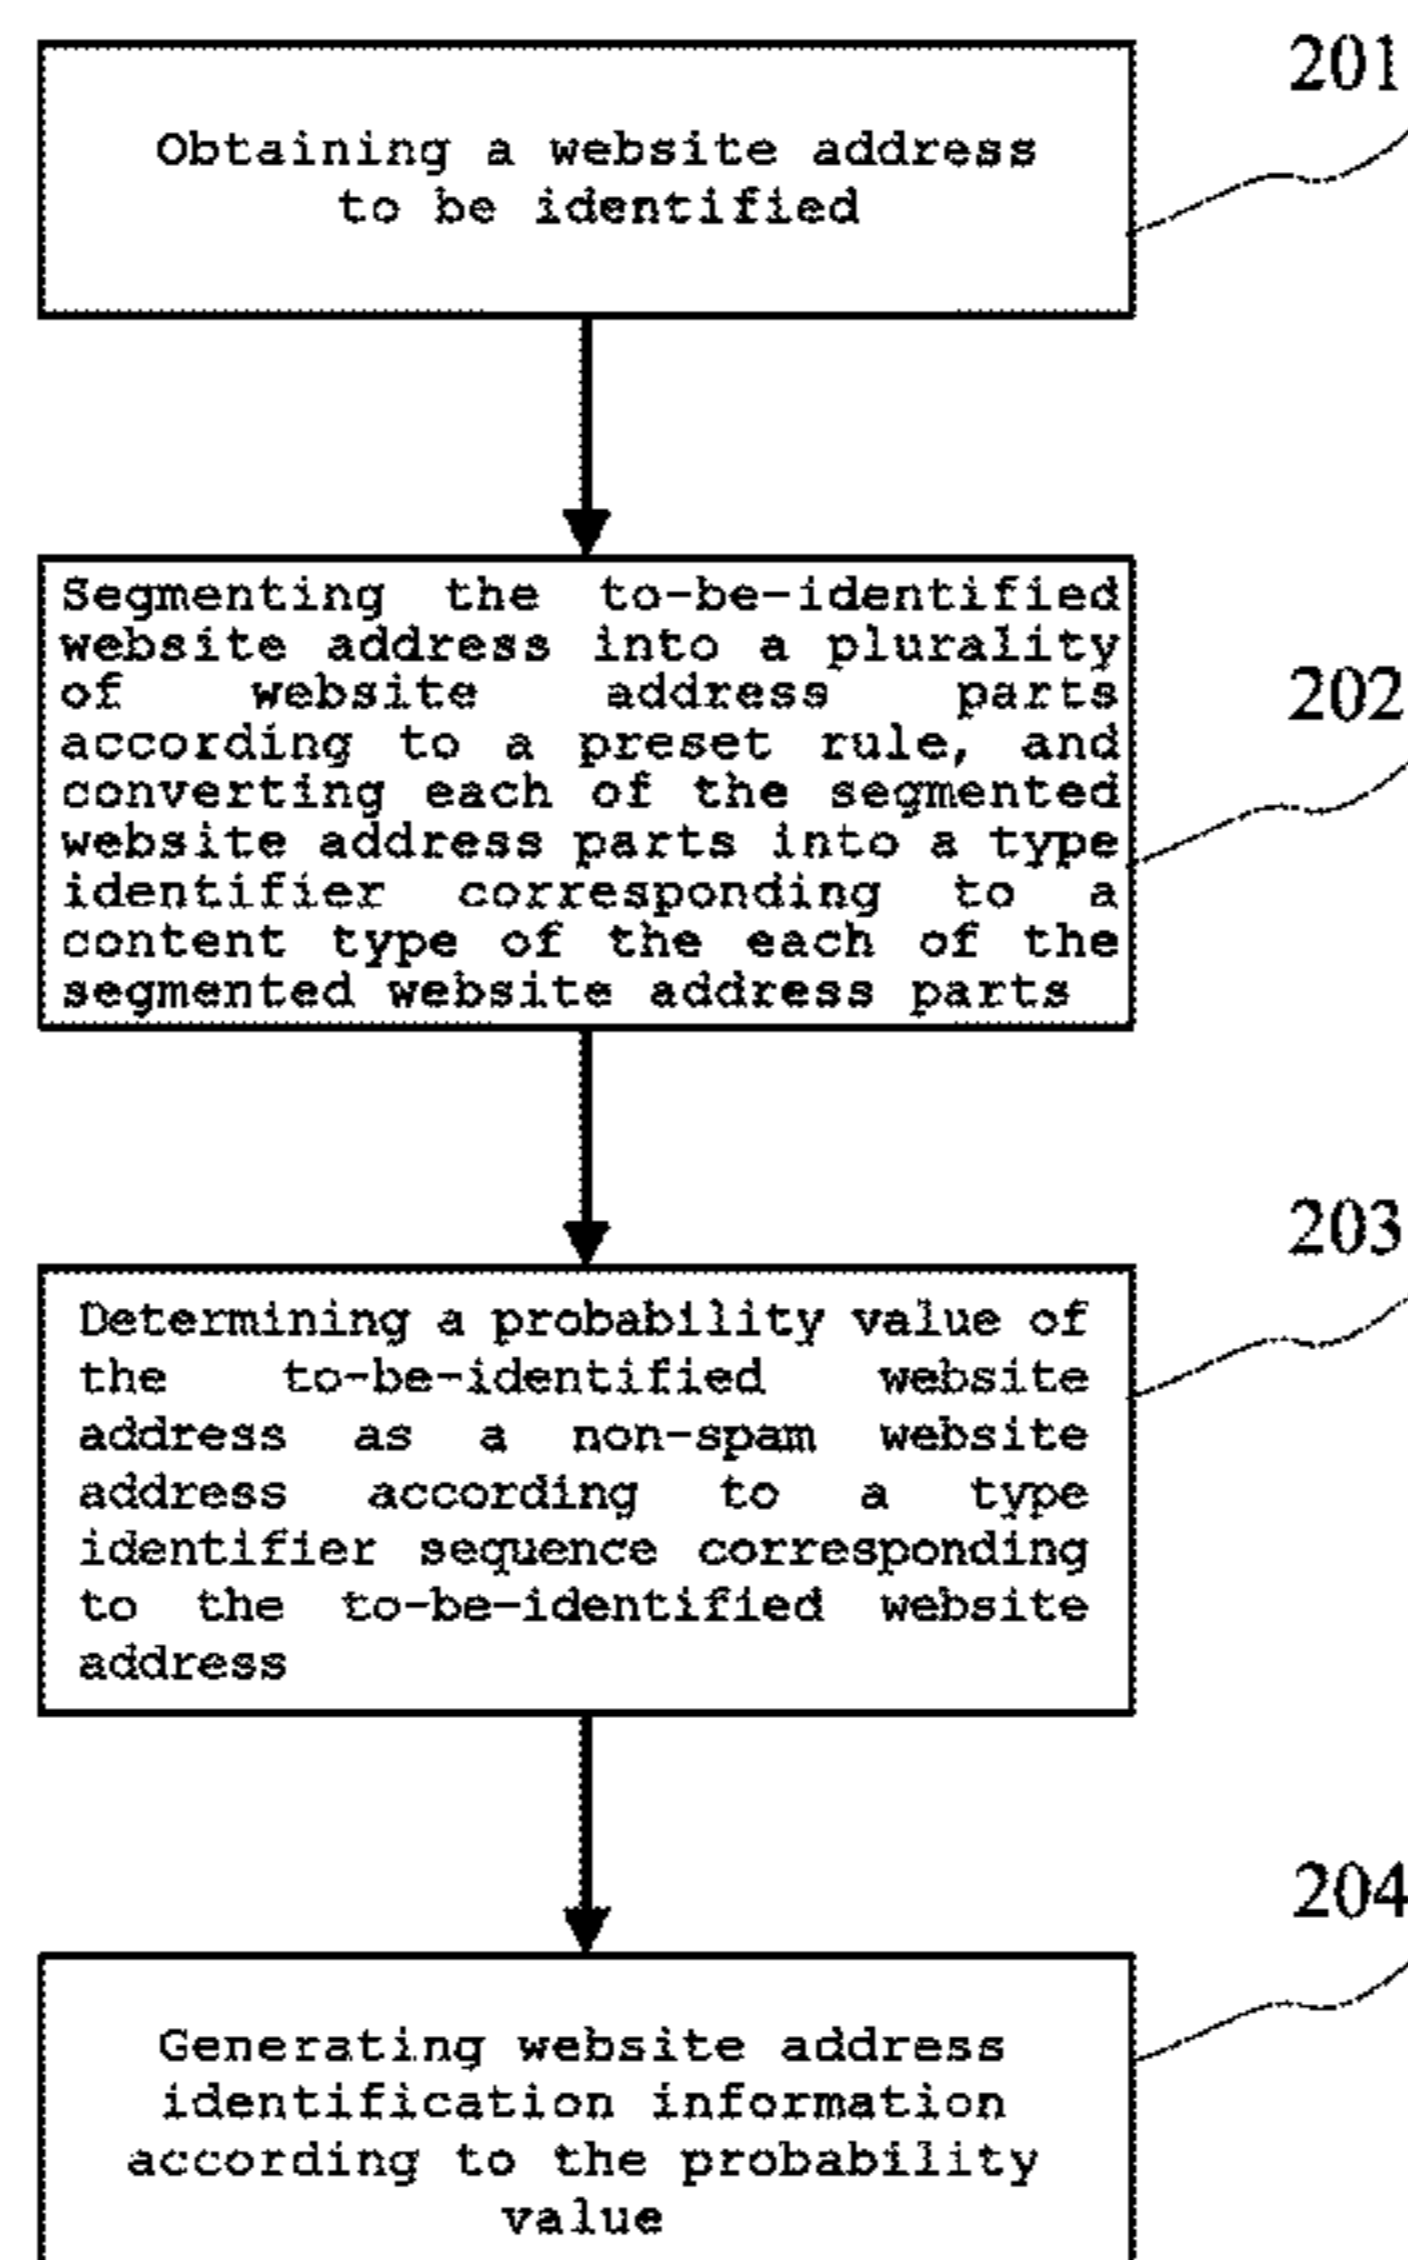 201
Obtaining a website address
to be identified
Segmenting the to-be-identified
website address into a plurality
of website address parts
according to a preset rule, and
converting each of the segmented
website address parts into a type
identifier corresponding to a
content type of the each of the
segmented website address parts
202
Determining a probability value of
the to-be-identified website
address as a non-spam website
address according to a type
identifier sequence corresponding
to the to-be-identified website
address
203
Generating website address
identification information
according to the probability
value
204